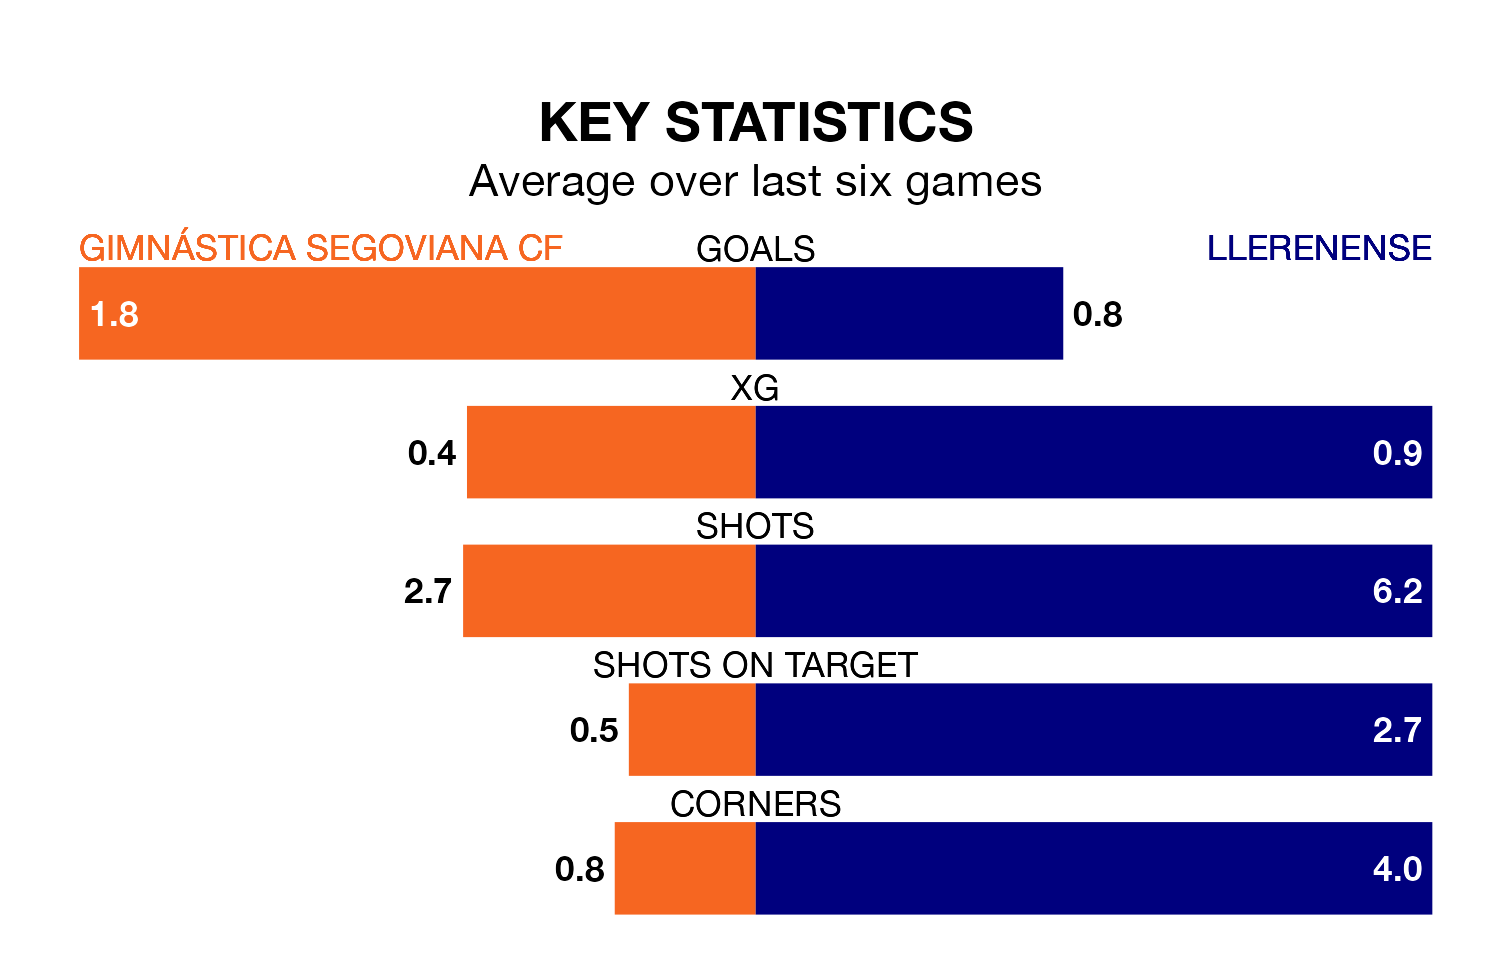 KEY STATISTICS
Average over last six games
GIMNÁSTICA SEGOVIANA CF GOALS LLERENENSE
1.8 0.8
XG
0.4 0.9
SHOTS
2.7 6.2
SHOTS ON TARGET
0.5 2.7
CORNERS
0.8 4.0